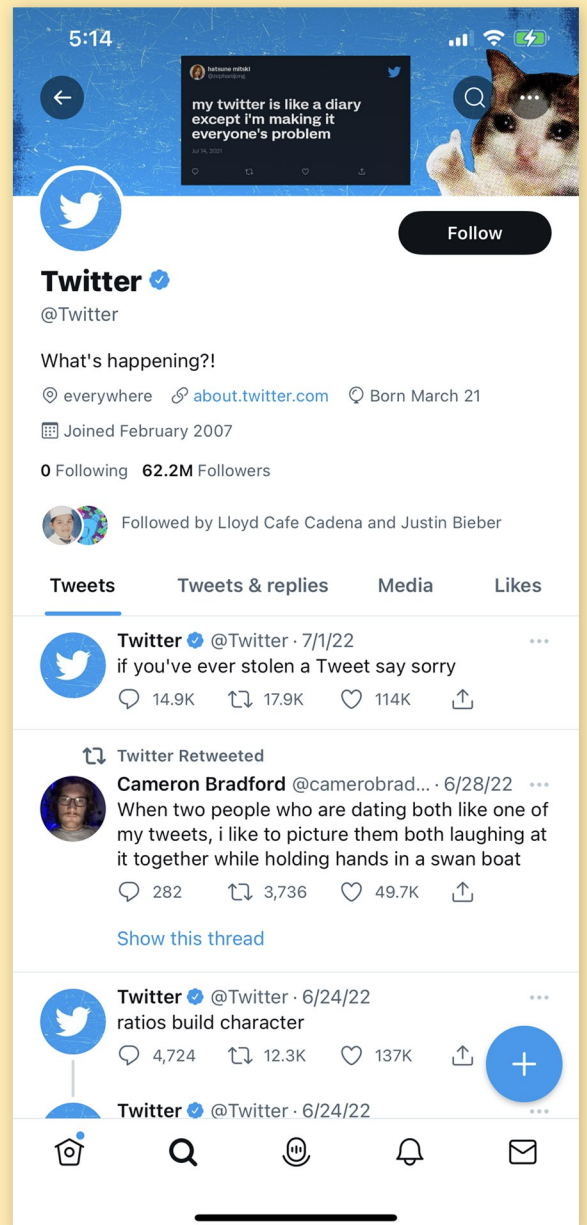 5:14
hatsune mitski
my twitter is like a diary
except i'm making it
everyone's problem
Jul 14, 2021
Follow
Twitter
@Twitter
What's happening?!
everywhere about.twitter.com Born March 21
Joined February 2007
0 Following 62.2M Followers
Followed by Lloyd Cafe Cadena and Justin Bieber
Tweets Tweets & replies Media Likes
Twitter @Twitter · 7/1/22
if you've ever stolen a Tweet say sorry
14.9K 17.9K 114K
Twitter Retweeted
Cameron Bradford @camerobrad... · 6/28/22
When two people who are dating both like one of
my tweets, i like to picture them both laughing at
it together while holding hands in a swan boat
282 3,736 49.7K
Show this thread
Twitter @Twitter · 6/24/22
ratios build character
4,724 12.3K 137K
Twitter @Twitter · 6/24/22